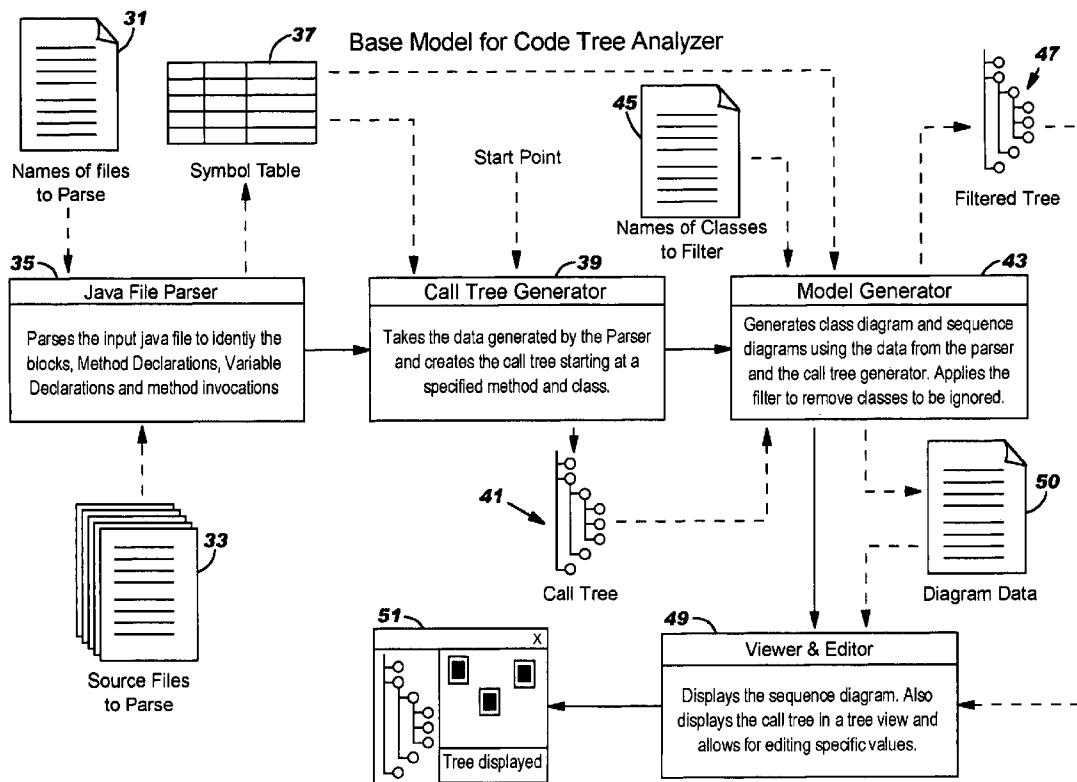 Base Model for Code Tree Analyzer
31
Names of files
to Parse
37
Symbol Table
Start Point
45
Names of Classes
to Filter
47
Filtered Tree
35
Java File Parser
Parses the input java file to identiy the
blocks, Method Declarations, Variable
Declarations and method invocations
39
Call Tree Generator
Takes the data generated by the Parser
and creates the call tree starting at a
specified method and class.
43
Model Generator
Generates class diagram and sequence
diagrams using the data from the parser
and the call tree generator. Applies the
filter to remove classes to be ignored.
33
Source Files
to Parse
41
Call Tree
50
Diagram Data
51
X
Tree displayed
49
Viewer & Editor
Displays the sequence diagram. Also
displays the call tree in a tree view and
allows for editing specific values.